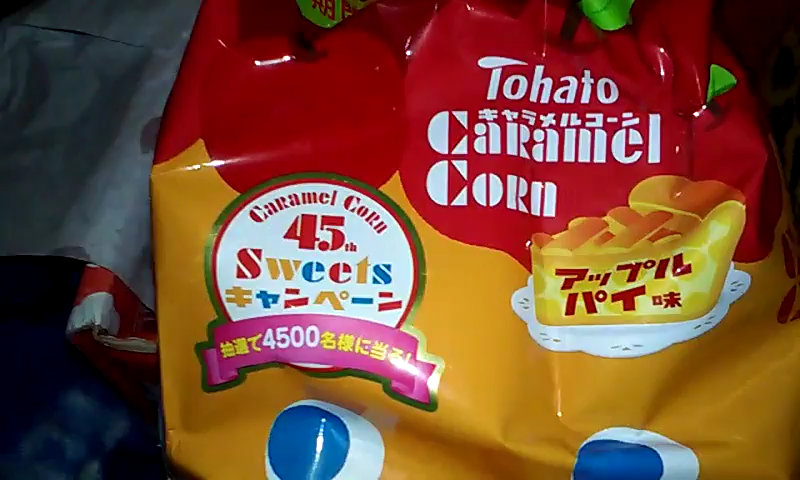 Tohato
キャラメルコーン
Caramel
Corn
Caramel Corn
45th
Sweets
キャンペーン
抽選で4500名様に当る!
アップル
パイ味